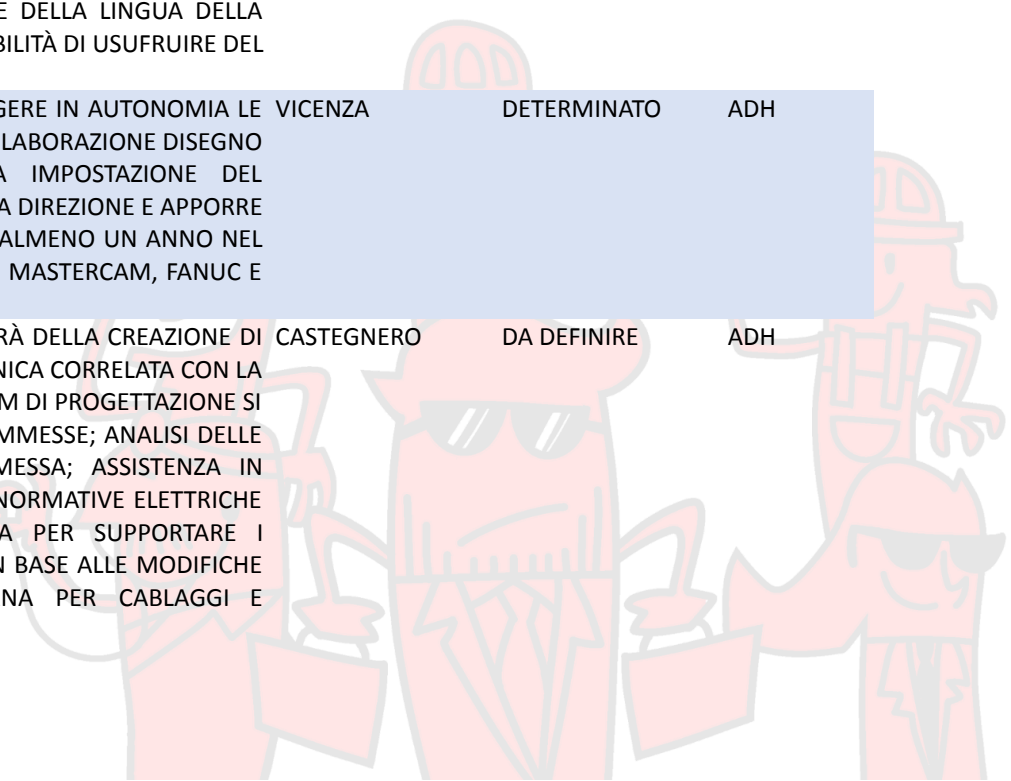 E DELLA LINGUA DELLA
BILITÀ DI USUFRUIRE DEL
GERE IN AUTONOMIA LE VICENZA DETERMINATO ADH
LABORAZIONE DISEGNO
A IMPOSTAZIONE DEL
A DIREZIONE E APPORRE
ALMENO UN ANNO NEL
MASTERCAM, FANUC E
RÀ DELLA CREAZIONE DI CASTEGNERO DA DEFINIRE ADH
NICA CORRELATA CON LA
M DI PROGETTAZIONE SI
MMESSE; ANALISI DELLE
MESSA; ASSISTENZA IN
NORMATIVE ELETTRICHE
A PER SUPPORTARE I
N BASE ALLE MODIFICHE
NA PER CABLAGGI E